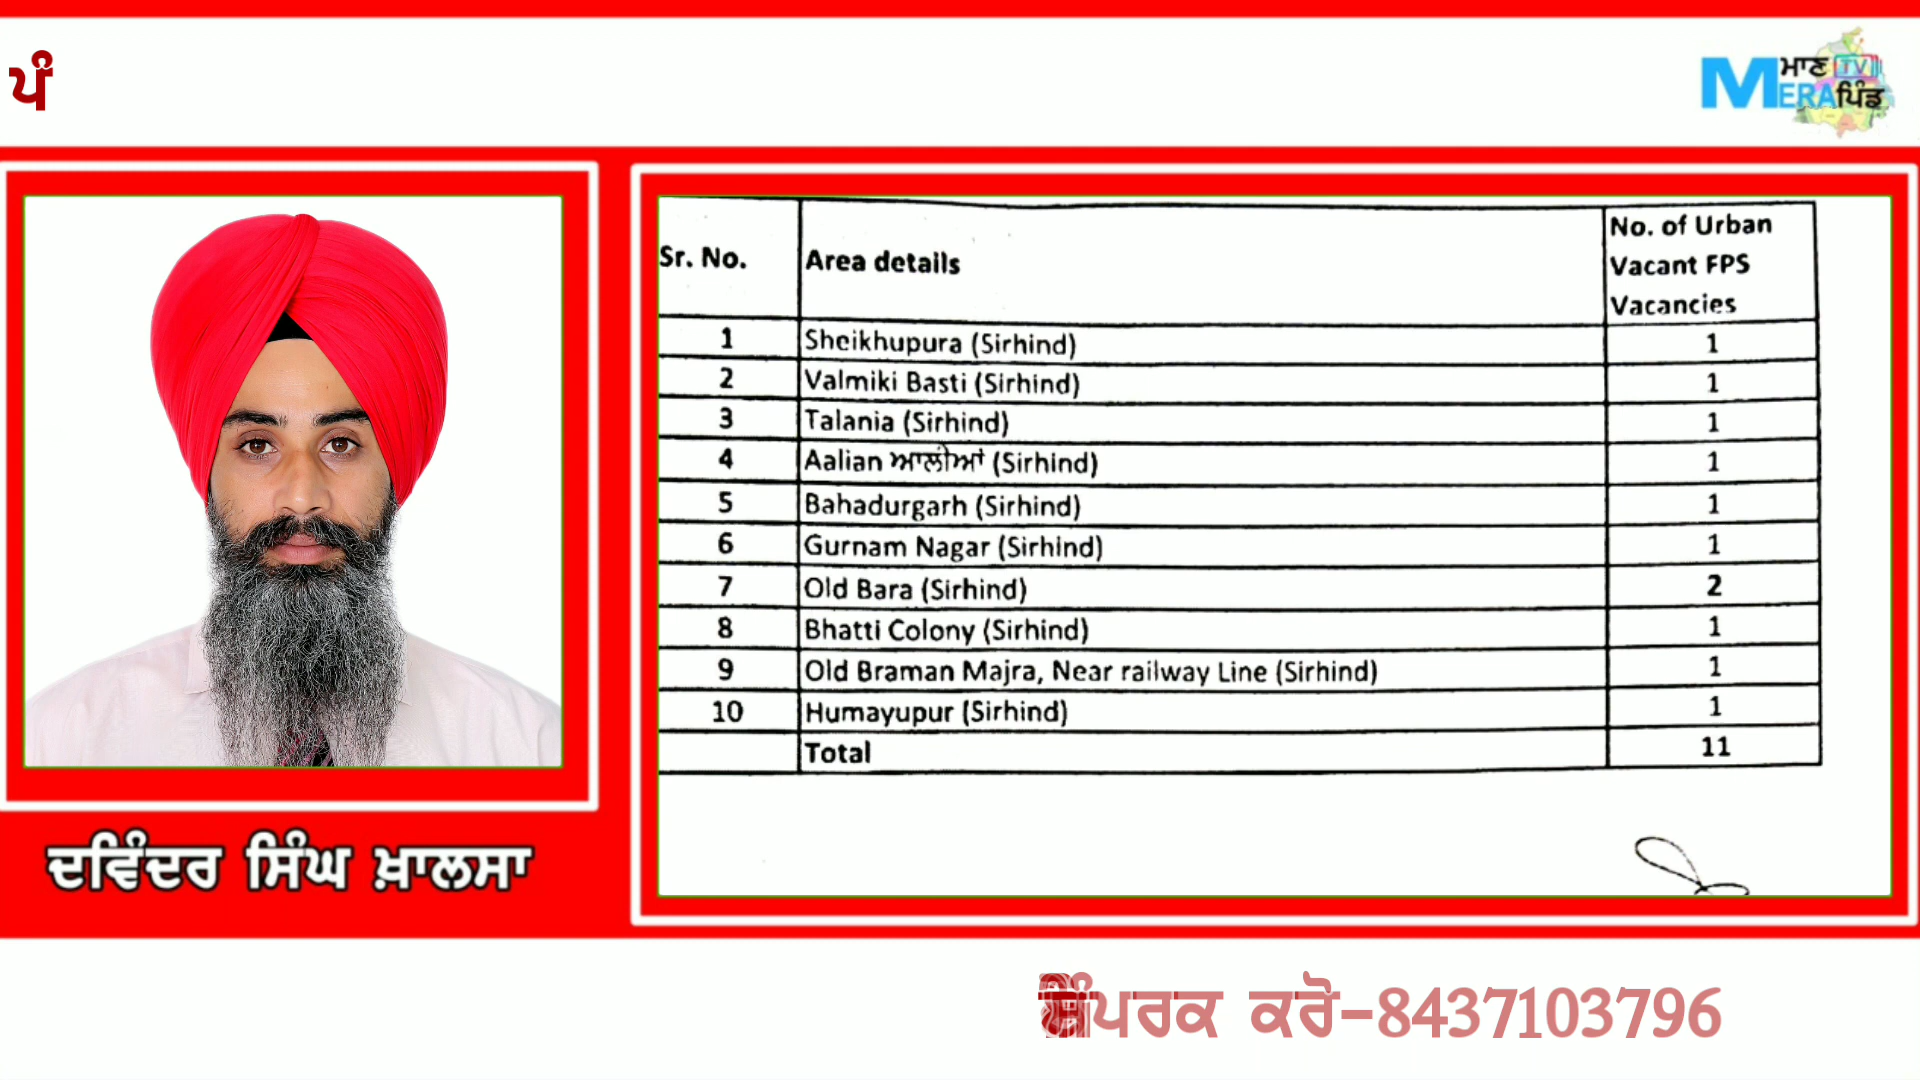 ਪੰ
ਮਾਣ TV
MERA ਪਿੰਡ
Sr. No. Area details No. of Urban Vacant FPS Vacancies
1 Sheikhupura (Sirhind) 1
2 Valmiki Basti (Sirhind) 1
3 Talania (Sirhind) 1
4 Aalian ਆਲੀਆਂ (Sirhind) 1
5 Bahadurgarh (Sirhind) 1
6 Gurnam Nagar (Sirhind) 1
7 Old Bara (Sirhind) 2
8 Bhatti Colony (Sirhind) 1
9 Old Braman Majra, Near railway Line (Sirhind) 1
10 Humayupur (Sirhind) 1
Total 11
ਦਵਿੰਦਰ ਸਿੰਘ ਖ਼ਾਲਸਾ
ਕਰੋ-8437103796